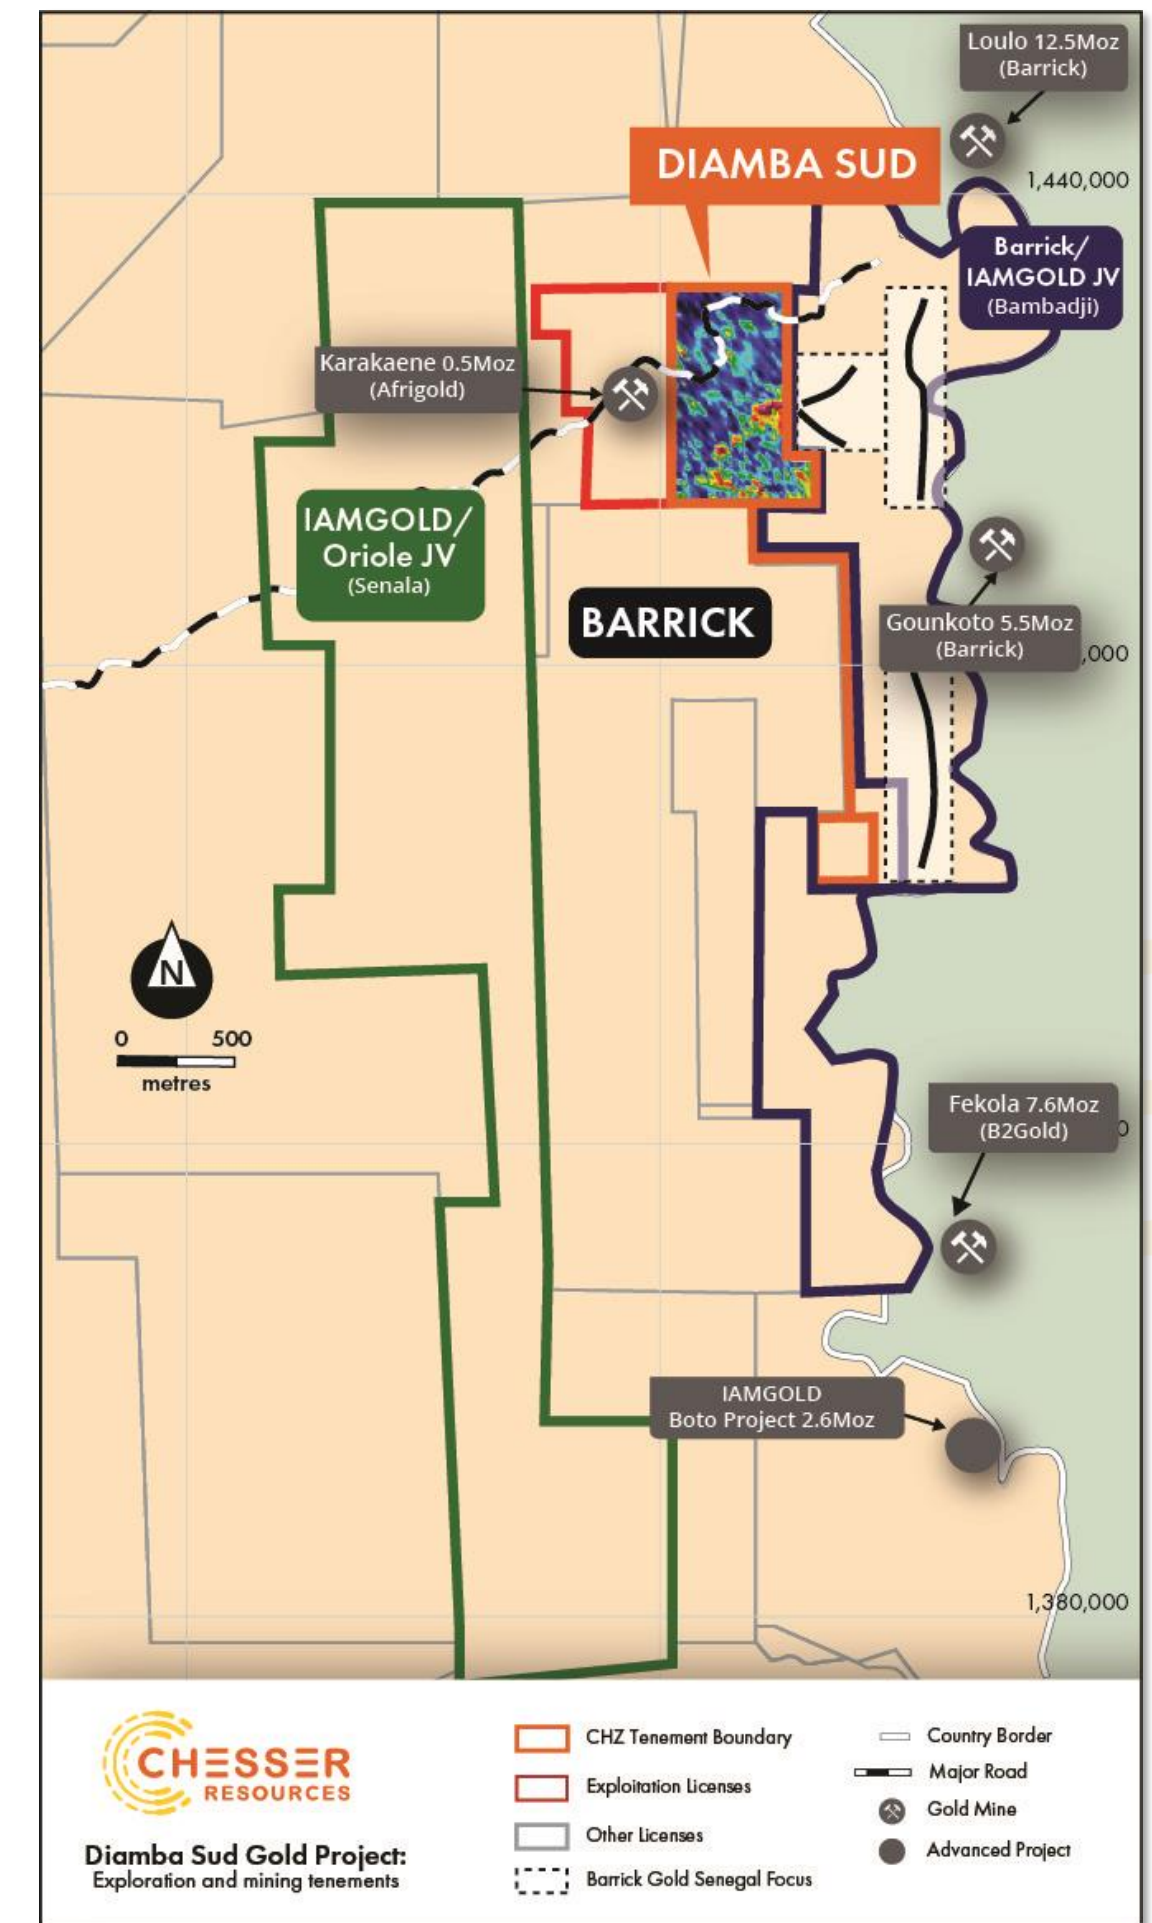 Loulo 12.5Moz
(Barrick)
DIAMBA SUD
1,440,000
Barrick/
IAMGOLD JV
(Bambadji)
Karakaene 0.5Moz
(Afrigold)
IAMGOLD/
Oriole JV
(Senala)
BARRICK
Gounkoto 5.5Moz
(Barrick)
,000
N
0 500
metres
Fekola 7.6Moz
(B2Gold)
0
IAMGOLD
Boto Project 2.6Moz
1,380,000
CHESSER
RESOURCES
Diamba Sud Gold Project:
Exploration and mining tenements
CHZ Tenement Boundary
Exploitation Licenses
Other Licenses
Barrick Gold Senegal Focus
Country Border
Major Road
Gold Mine
Advanced Project